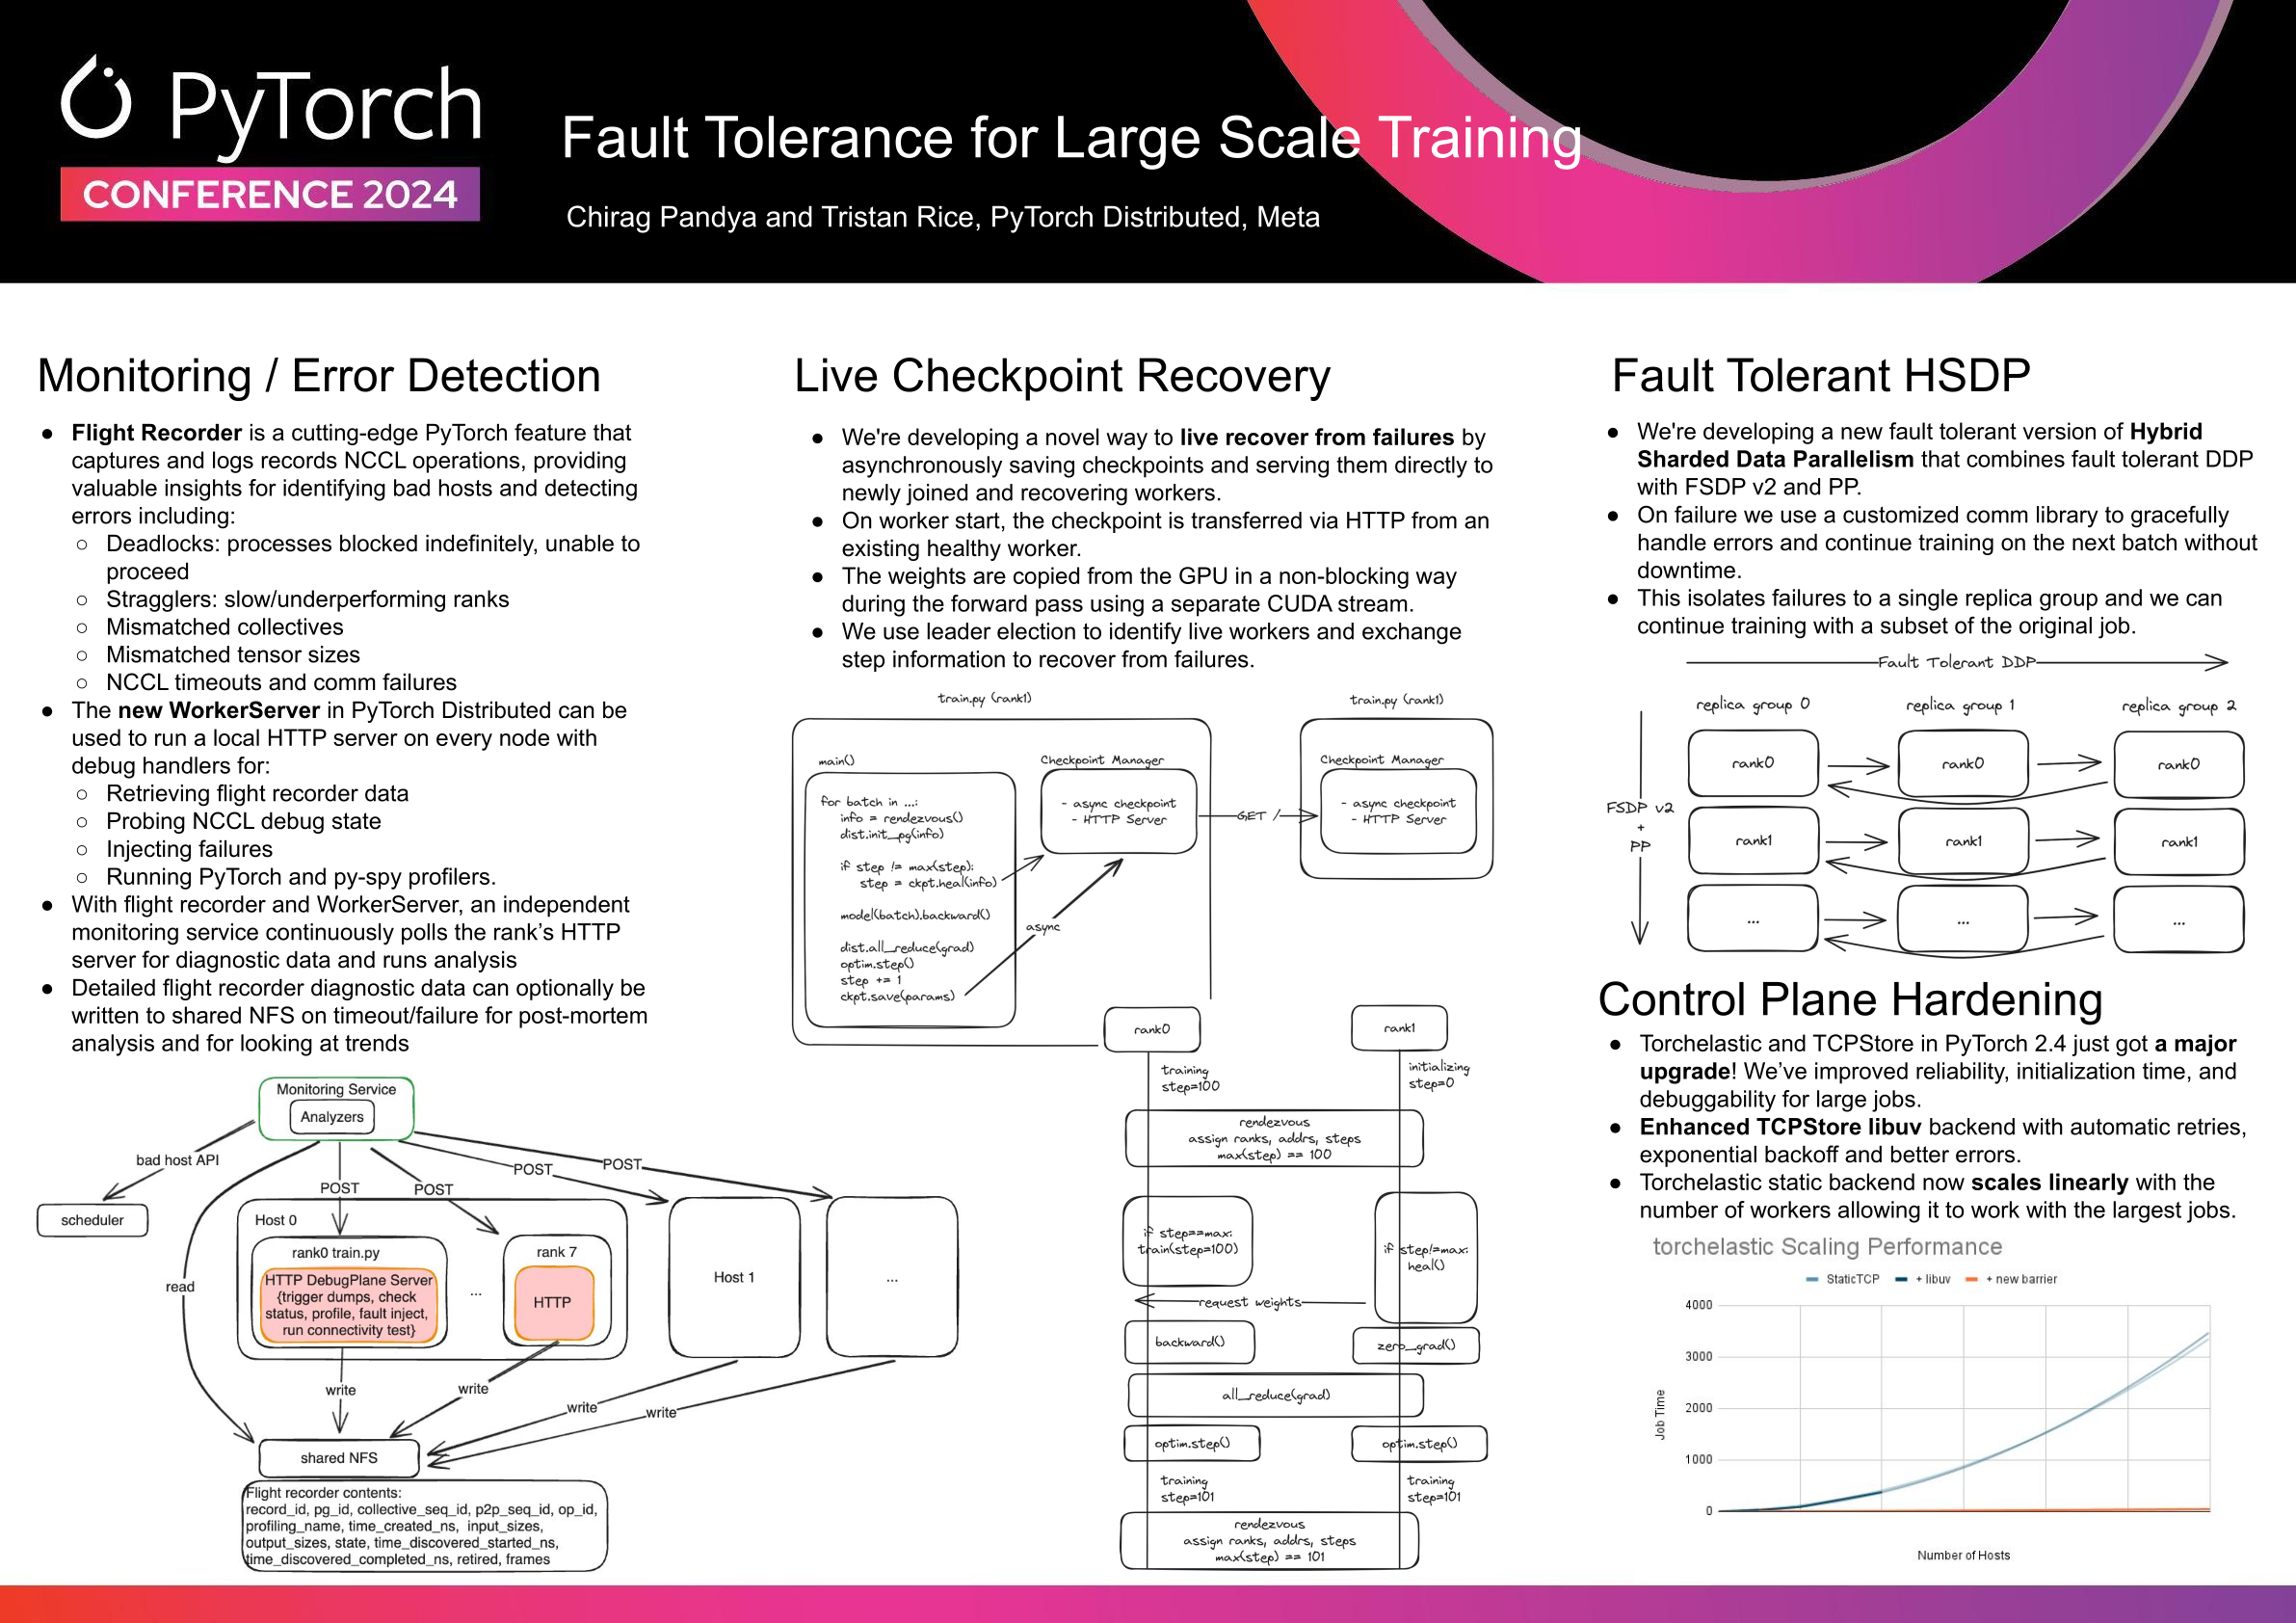 PyTorch
CONFERENCE 2024
Fault Tolerance for Large Scale Training
Chirag Pandya and Tristan Rice, PyTorch Distributed, Meta
Monitoring / Error Detection
● Flight Recorder is a cutting-edge PyTorch feature that
captures and logs records NCCL operations, providing
valuable insights for identifying bad hosts and detecting
errors including:
○ Deadlocks: processes blocked indefinitely, unable to
proceed
○ Stragglers: slow/underperforming ranks
○ Mismatched collectives
○ Mismatched tensor sizes
○ NCCL timeouts and comm failures
● The new WorkerServer in PyTorch Distributed can be
used to run a local HTTP server on every node with
debug handlers for:
○ Retrieving flight recorder data
○ Probing NCCL debug state
○ Injecting failures
○ Running PyTorch and py-spy profilers.
● With flight recorder and WorkerServer, an independent
monitoring service continuously polls the rank's HTTP
server for diagnostic data and runs analysis
● Detailed flight recorder diagnostic data can optionally be
written to shared NFS on timeout/failure for post-mortem
analysis and for looking at trends
Monitoring Service
Analyzers
bad host API
POST
POST
POST
POST
scheduler
read
Host 0
rank0 train.py
HTTP DebugPlane Server
{trigger dumps, check
status, profile, fault inject,
run connectivity test}
...
rank 7
HTTP
Host 1
...
write
write
write
write
shared NFS
Flight recorder contents:
record_id, pg_id, collective_seq_id, p2p_seq_id, op_id,
profiling_name, time_created_ns, input_sizes,
output_sizes, state, time_discovered_started_ns,
time_discovered_completed_ns, retired, frames
Live Checkpoint Recovery
● We're developing a novel way to live recover from failures by
asynchronously saving checkpoints and serving them directly to
newly joined and recovering workers.
● On worker start, the checkpoint is transferred via HTTP from an
existing healthy worker.
● The weights are copied from the GPU in a non-blocking way
during the forward pass using a separate CUDA stream.
● We use leader election to identify live workers and exchange
step information to recover from failures.
train.py (rank1)
train.py (rank1)
main()
for batch in ...:
info = rendezvous()
dist.init_pg(info)
if step != max(step):
step = ckpt.heal(info)
model(batch).backward()
dist.all_reduce(grad)
optim.step()
step += 1
ckpt.save(params)
async
Checkpoint Manager
- async checkpoint
- HTTP Server
GET /
Checkpoint Manager
- async checkpoint
- HTTP Server
rank0
rank1
training
step=100
initializing
step=0
rendezvous
assign ranks, addrs, steps
max(step) == 100
if step==max:
train(step=100)
if step!=max:
heal()
request weights
backward()
zero_grad()
all_reduce(grad)
optim.step()
optim.step()
training
step=101
training
step=101
rendezvous
assign ranks, addrs, steps
max(step) == 101
Fault Tolerant HSDP
● We're developing a new fault tolerant version of Hybrid
Sharded Data Parallelism that combines fault tolerant DDP
with FSDP v2 and PP.
● On failure we use a customized comm library to gracefully
handle errors and continue training on the next batch without
downtime.
● This isolates failures to a single replica group and we can
continue training with a subset of the original job.
Fault Tolerant DDP
replica group 0
replica group 1
replica group 2
FSDP v2
+
PP
rank0
rank0
rank0
rank1
rank1
rank1
...
...
...
Control Plane Hardening
● Torchelastic and TCPStore in PyTorch 2.4 just got a major
upgrade! We've improved reliability, initialization time, and
debuggability for large jobs.
● Enhanced TCPStore libuv backend with automatic retries,
exponential backoff and better errors.
● Torchelastic static backend now scales linearly with the
number of workers allowing it to work with the largest jobs.
torchelastic Scaling Performance
StaticTCP
+ libuv
+ new barrier
4000
3000
2000
1000
0
Job Time
Number of Hosts